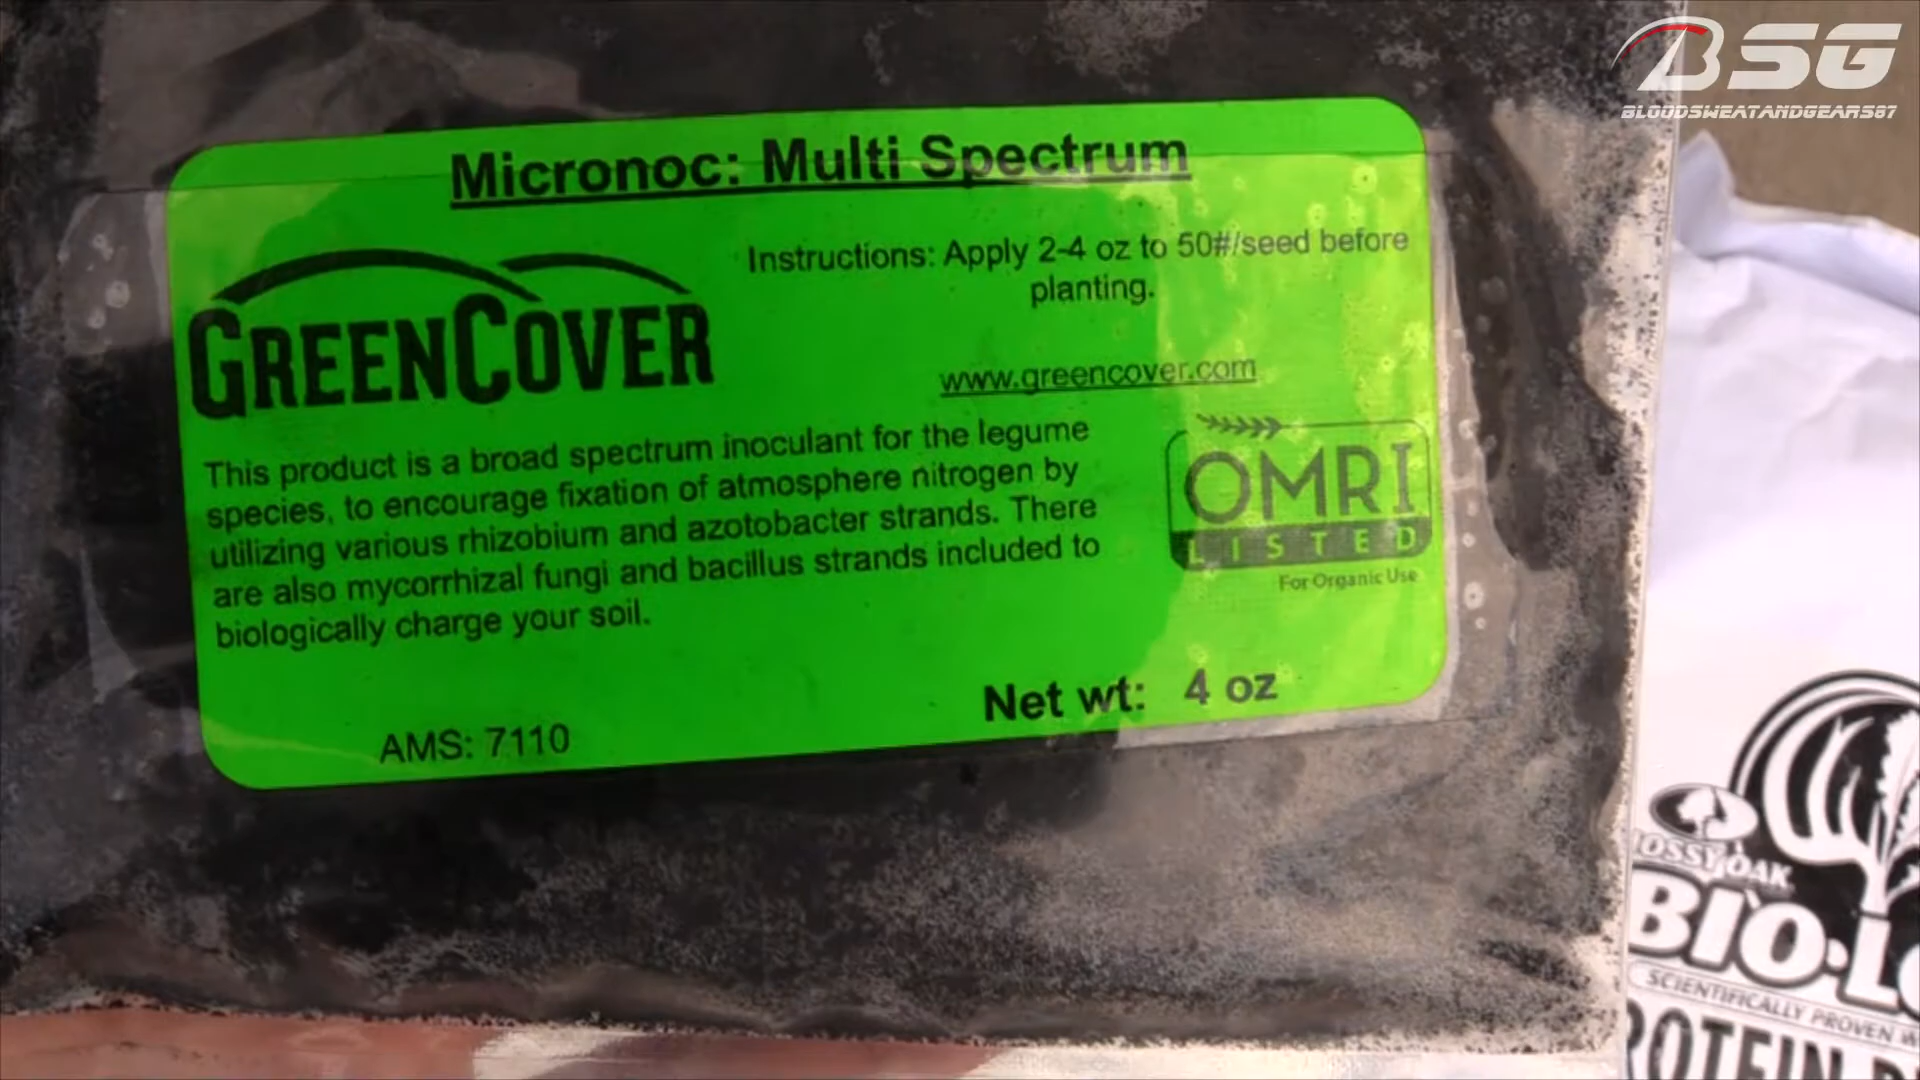 BSG
BLOODSWEATANDGEARS87
Micronoc: Multi Spectrum
GREENCOVER
Instructions: Apply 2-4 oz to 50#/seed before
planting.
www.greencover.com
This product is a broad spectrum inoculant for the legume
species, to encourage fixation of atmosphere nitrogen by
utilizing various rhizobium and azotobacter strands. There
are also mycorrhizal fungi and bacillus strands included to
biologically charge your soil.
OMRI
LISTED
For Organic Use
Net wt: 4 oz
AMS: 7110
OSSY OAK
BIO·LO
SCIENTIFICALLY PROVEN
ROTEIN